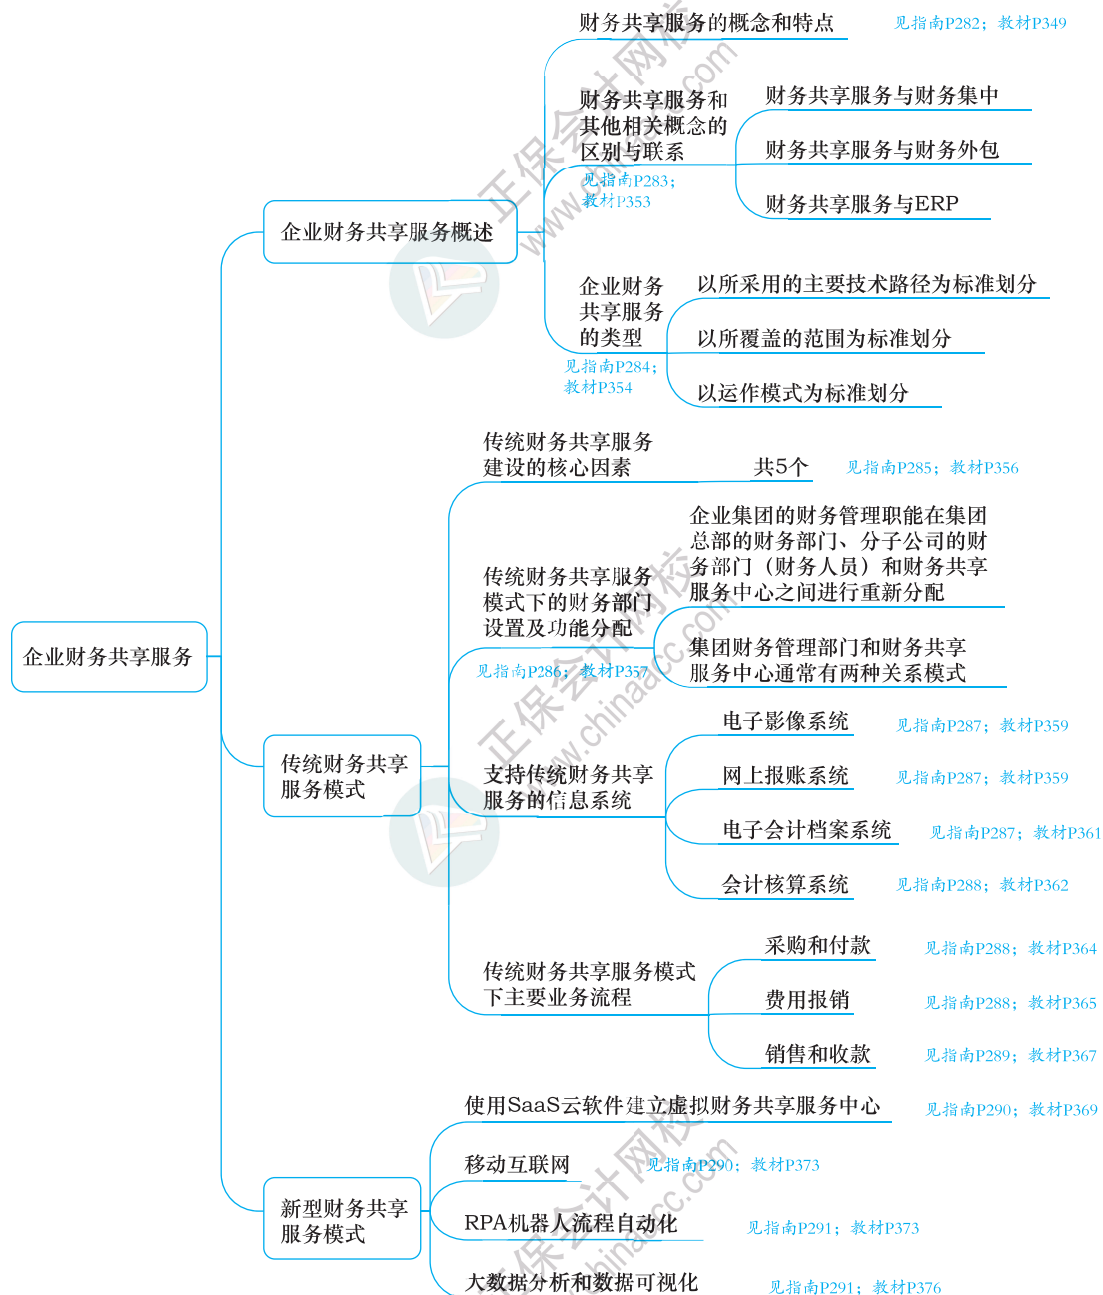 企业财务共享服务
企业财务共享服务概述
财务共享服务的概念和特点
见指南P282；教材P349
财务共享服务和
其他相关概念的
区别与联系
见指南P283；
教材P353
财务共享服务与财务集中
财务共享服务与财务外包
财务共享服务与ERP
企业财务
共享服务
的类型
见指南P284；
教材P354
以所采用的主要技术路径为标准划分
以所覆盖的范围为标准划分
以运作模式为标准划分
传统财务共享
服务模式
传统财务共享服务
建设的核心因素
共5个
见指南P285；教材P356
传统财务共享服务
模式下的财务部门
设置及功能分配
见指南P286；教材P357
企业集团的财务管理职能在集团
总部的财务部门、分子公司的财
务部门（财务人员）和财务共享
服务中心之间进行重新分配
集团财务管理部门和财务共享
服务中心通常有两种关系模式
支持传统财务共享
服务的信息系统
电子影像系统
见指南P287；教材P359
网上报账系统
见指南P287；教材P359
电子会计档案系统
见指南P287；教材P361
会计核算系统
见指南P288；教材P362
传统财务共享服务模式
下主要业务流程
采购和付款
见指南P288；教材P364
费用报销
见指南P288；教材P365
销售和收款
见指南P289；教材P367
新型财务共享
服务模式
使用SaaS云软件建立虚拟财务共享服务中心
见指南P290；教材P369
移动互联网
见指南P290；教材P373
RPA机器人流程自动化
见指南P291；教材P373
大数据分析和数据可视化
见指南P291；教材P376
正保会计网校
www.chinaacc.com
正保会计网校
www.chinaacc.com
正保会计网校
chinaacc.com